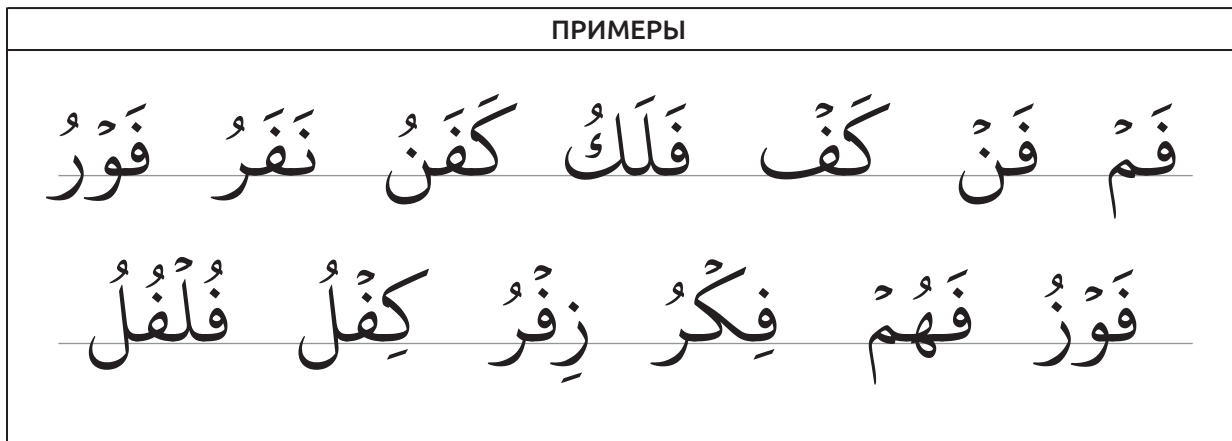 ПРИМЕРЫ
فَمْ فَنْ كَفْ فَلَكُ كَفَنُ نَفَرُ فَوْرُ
فَوْزُ فَهُمْ فِكْرُ زِفْرُ كِفْلُ فُلْفُلُ